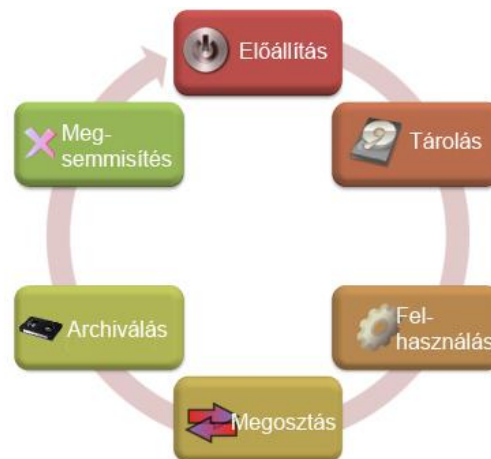 Előállítás
Tárolás
Fel-
használás
Megosztás
Archiválás
Meg-
semmisítés